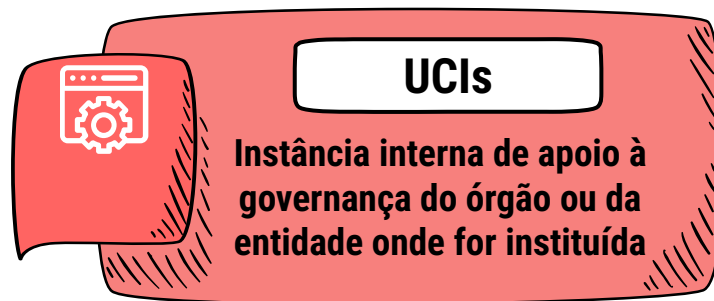 UCIs
Instância interna de apoio à
governança do órgão ou da
entidade onde for instituída